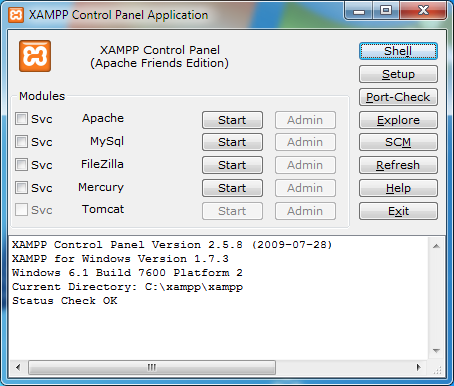 XAMPP Control Panel Application
XAMPP Control Panel
(Apache Friends Edition)
Shell
Setup
Modules
Port-Check
Svc Apache Start Admin Explore
Svc MySql Start Admin SCM
Svc FileZilla Start Admin Refresh
Svc Mercury Start Admin Help
Svc Tomcat Start Admin Exit
XAMPP Control Panel Version 2.5.8 (2009-07-28)
XAMPP for Windows Version 1.7.3
Windows 6.1 Build 7600 Platform 2
Current Directory: C:\xampp\xampp
Status Check OK